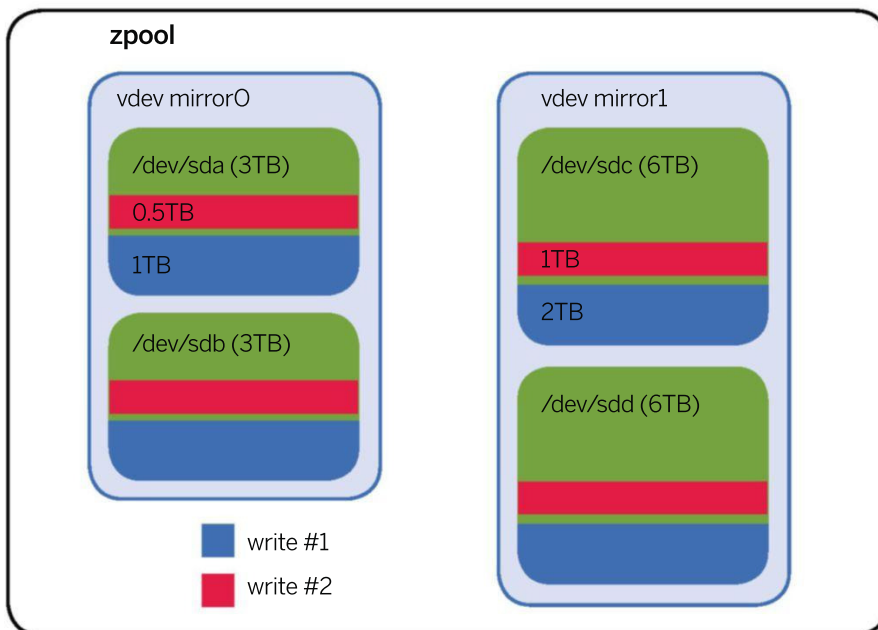 zpool
vdev mirror0
/dev/sda (3TB)
0.5TB
1TB
/dev/sdb (3TB)
vdev mirror1
/dev/sdc (6TB)
1TB
2TB
/dev/sdd (6TB)
write #1
write #2